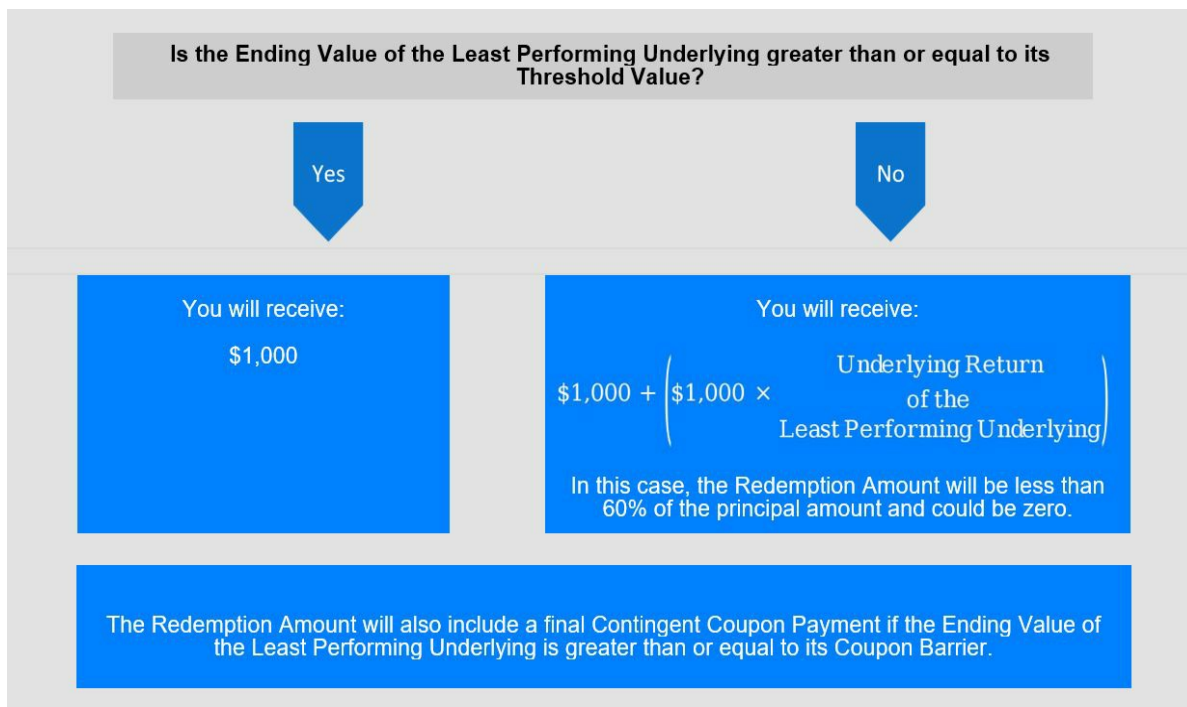 Is the Ending Value of the Least Performing Underlying greater than or equal to its
Threshold Value?
Yes
No
You will receive:
$1,000
You will receive:
$1,000 + ($1,000 × Underlying Return
of the
Least Performing Underlying)
In this case, the Redemption Amount will be less than
60% of the principal amount and could be zero.
The Redemption Amount will also include a final Contingent Coupon Payment if the Ending Value of
the Least Performing Underlying is greater than or equal to its Coupon Barrier.